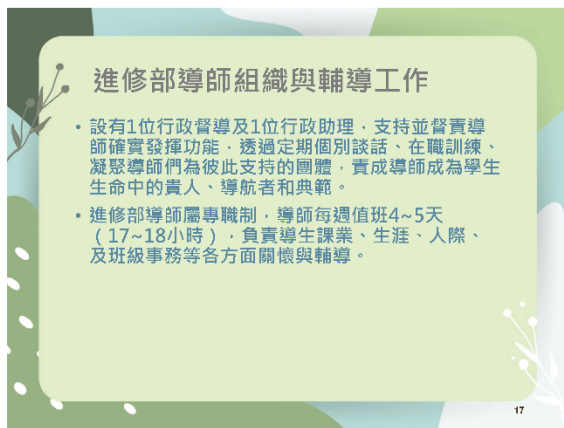 進修部導師組織與輔導工作
• 設有1位行政督導及1位行政助理，支持並督責導
師確實發揮功能，透過定期個別談話、在職訓練、
凝聚導師們為彼此支持的團體，責成導師成為學生
生命中的貴人、導航者和典範。
• 進修部導師屬專職制，導師每週值班4~5天
（17~18小時），負責導生課業、生涯、人際、
及班級事務等各方面關懷與輔導。
17